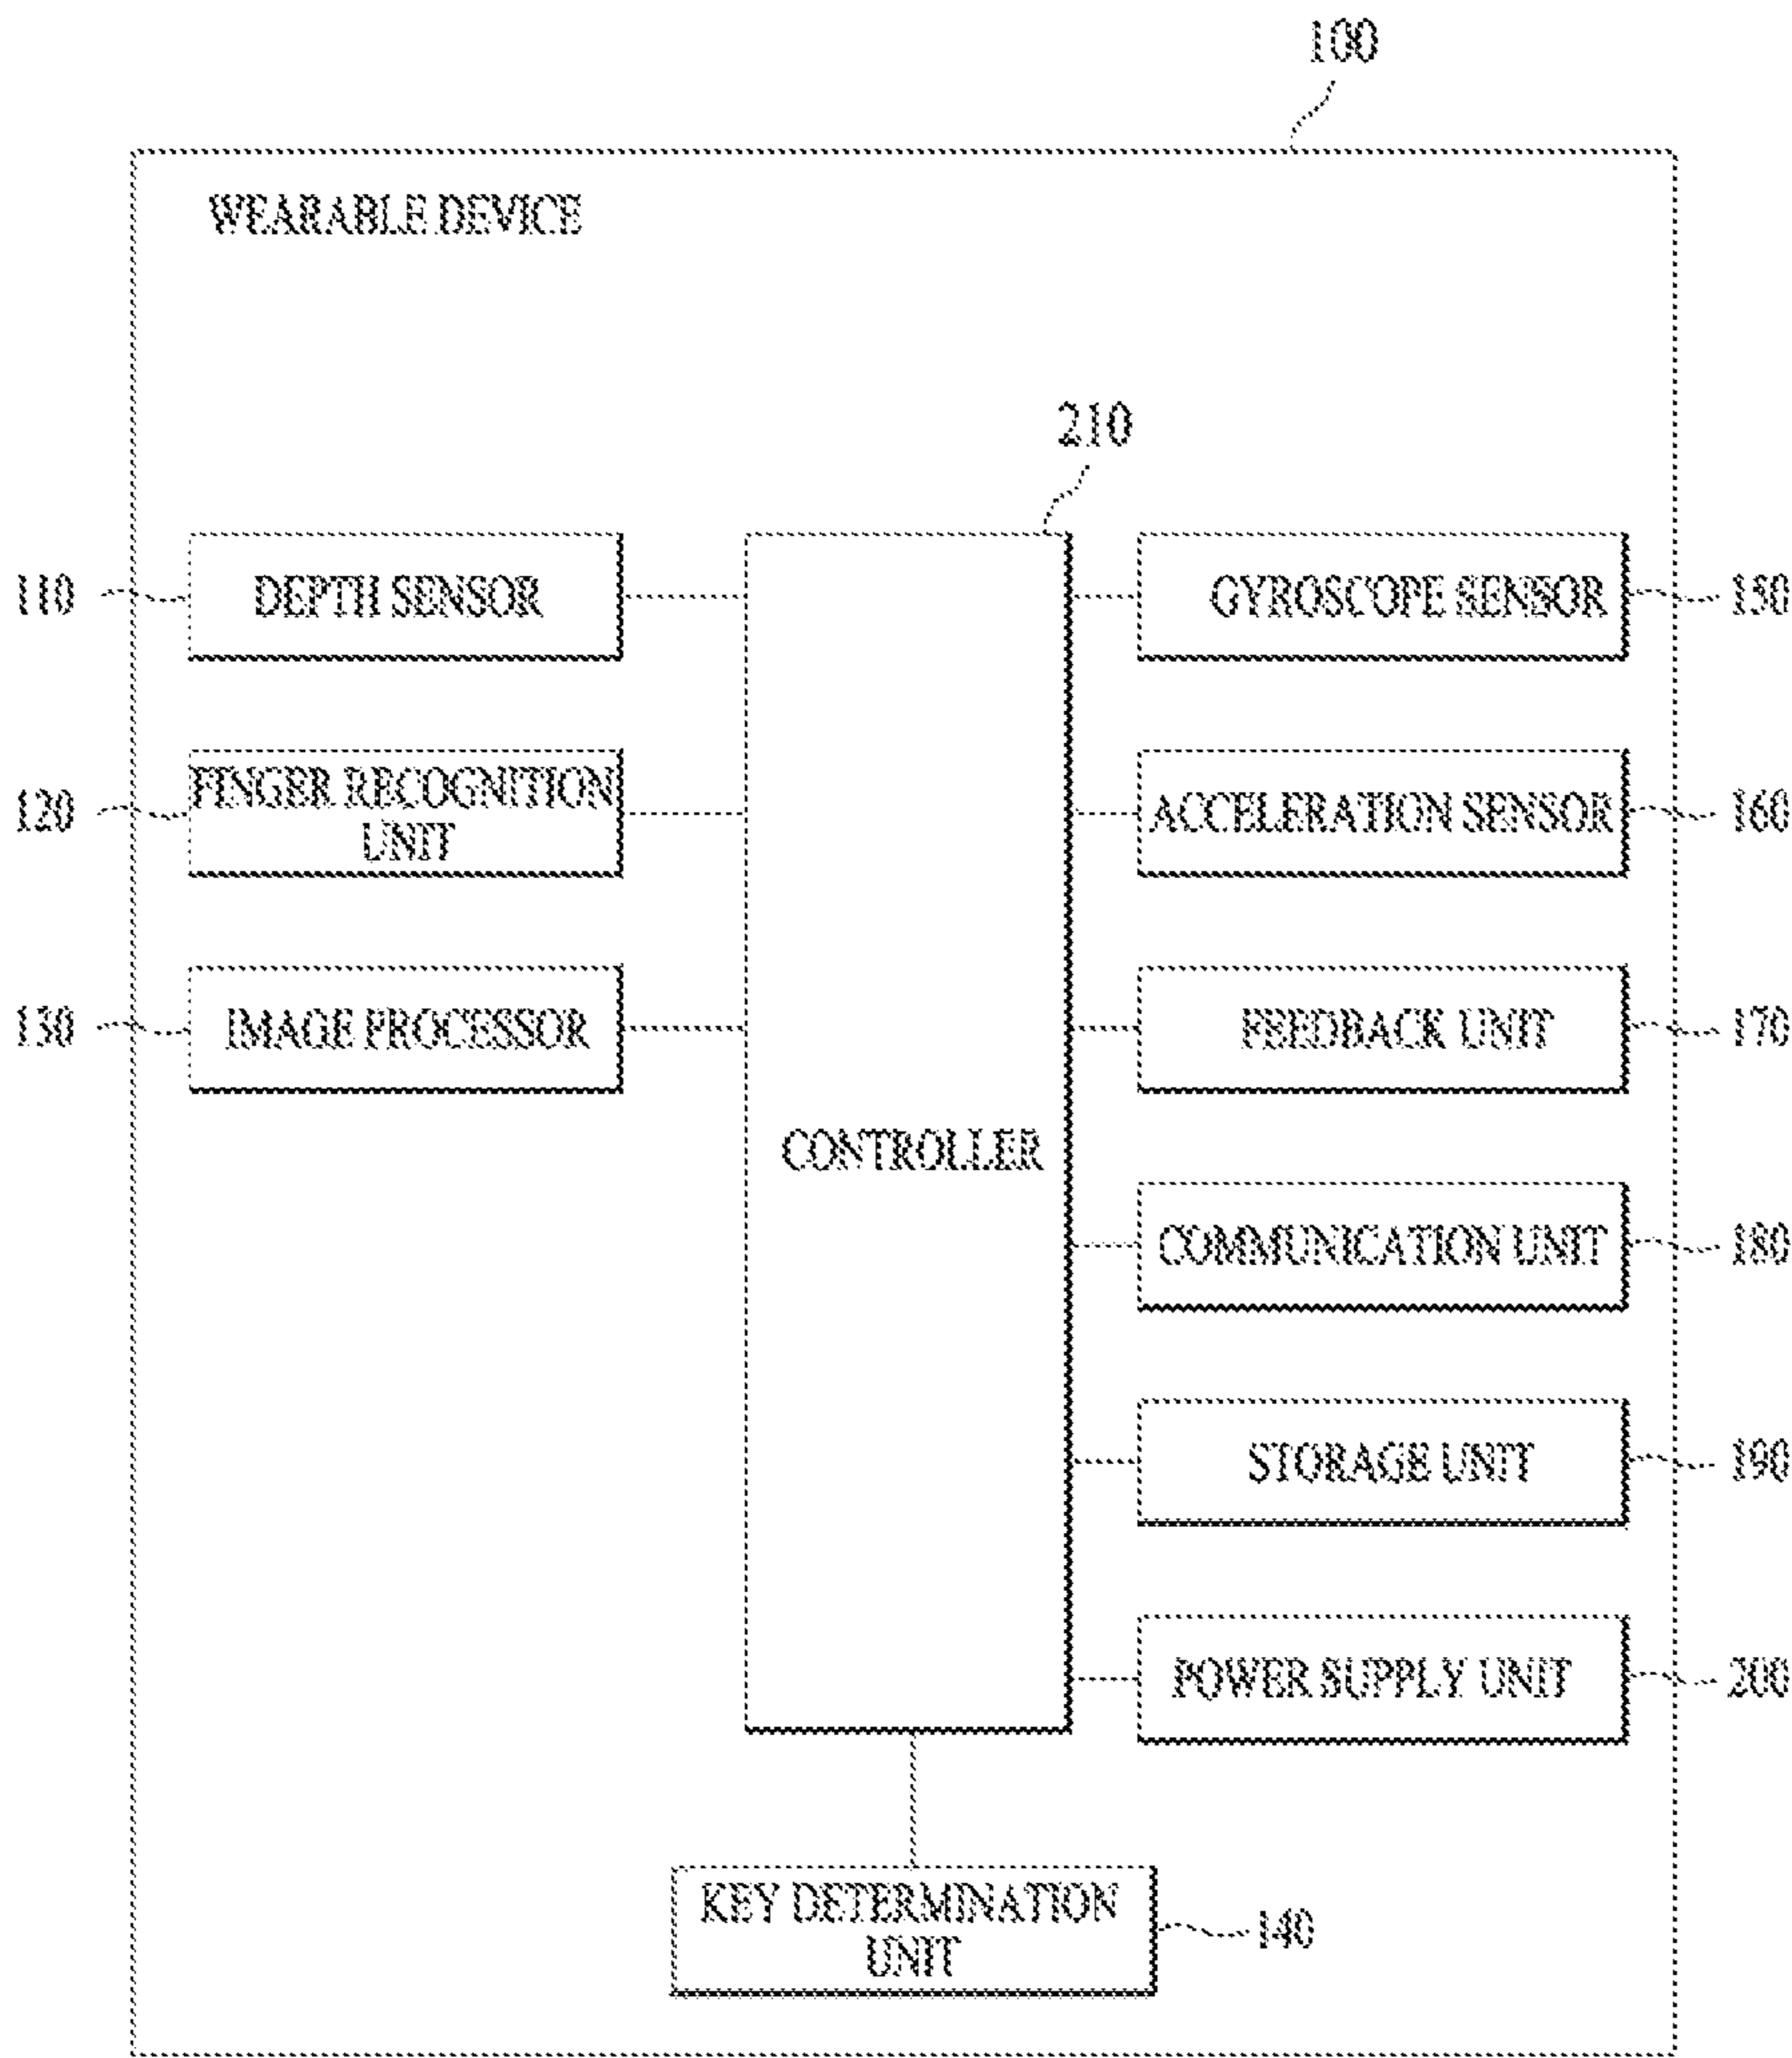 100
WEARABLE DEVICE
210
110
DEPTH SENSOR
GYROSCOPE SENSOR
150
120
FINGER RECOGNITION
UNIT
ACCELERATION SENSOR
160
130
IMAGE PROCESSOR
FEEDBACK UNIT
170
CONTROLLER
COMMUNICATION UNIT
180
STORAGE UNIT
190
POWER SUPPLY UNIT
200
KEY DETERMINATION
UNIT
140